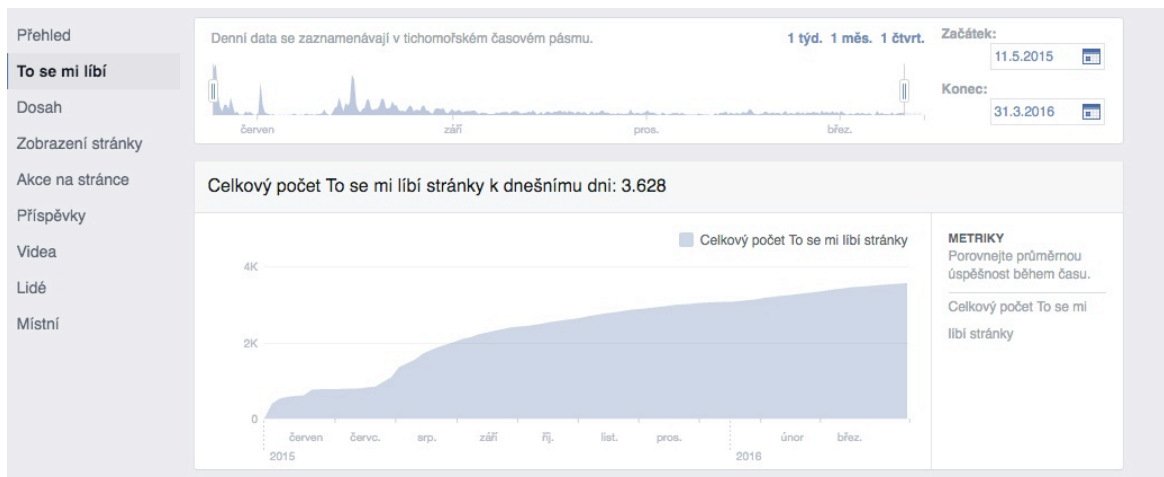 Přehled
To se mi líbí
Dosah
Zobrazení stránky
Akce na stránce
Příspěvky
Videa
Lidé
Místní
Denní data se zaznamenávají v tichomořském časovém pásmu.
1 týd. 1 měs. 1 čtvrt.
červen září pros. břez.
Začátek:
11.5.2015
Konec:
31.3.2016
Celkový počet To se mi líbí stránky k dnešnímu dni: 3.628
Celkový počet To se mi líbí stránky
4K
2K
0
červen červc. srp. září říj. list. pros. únor břez.
2015 2016
METRIKY
Porovnejte průměrnou
úspěšnost během času.
Celkový počet To se mi
líbí stránky